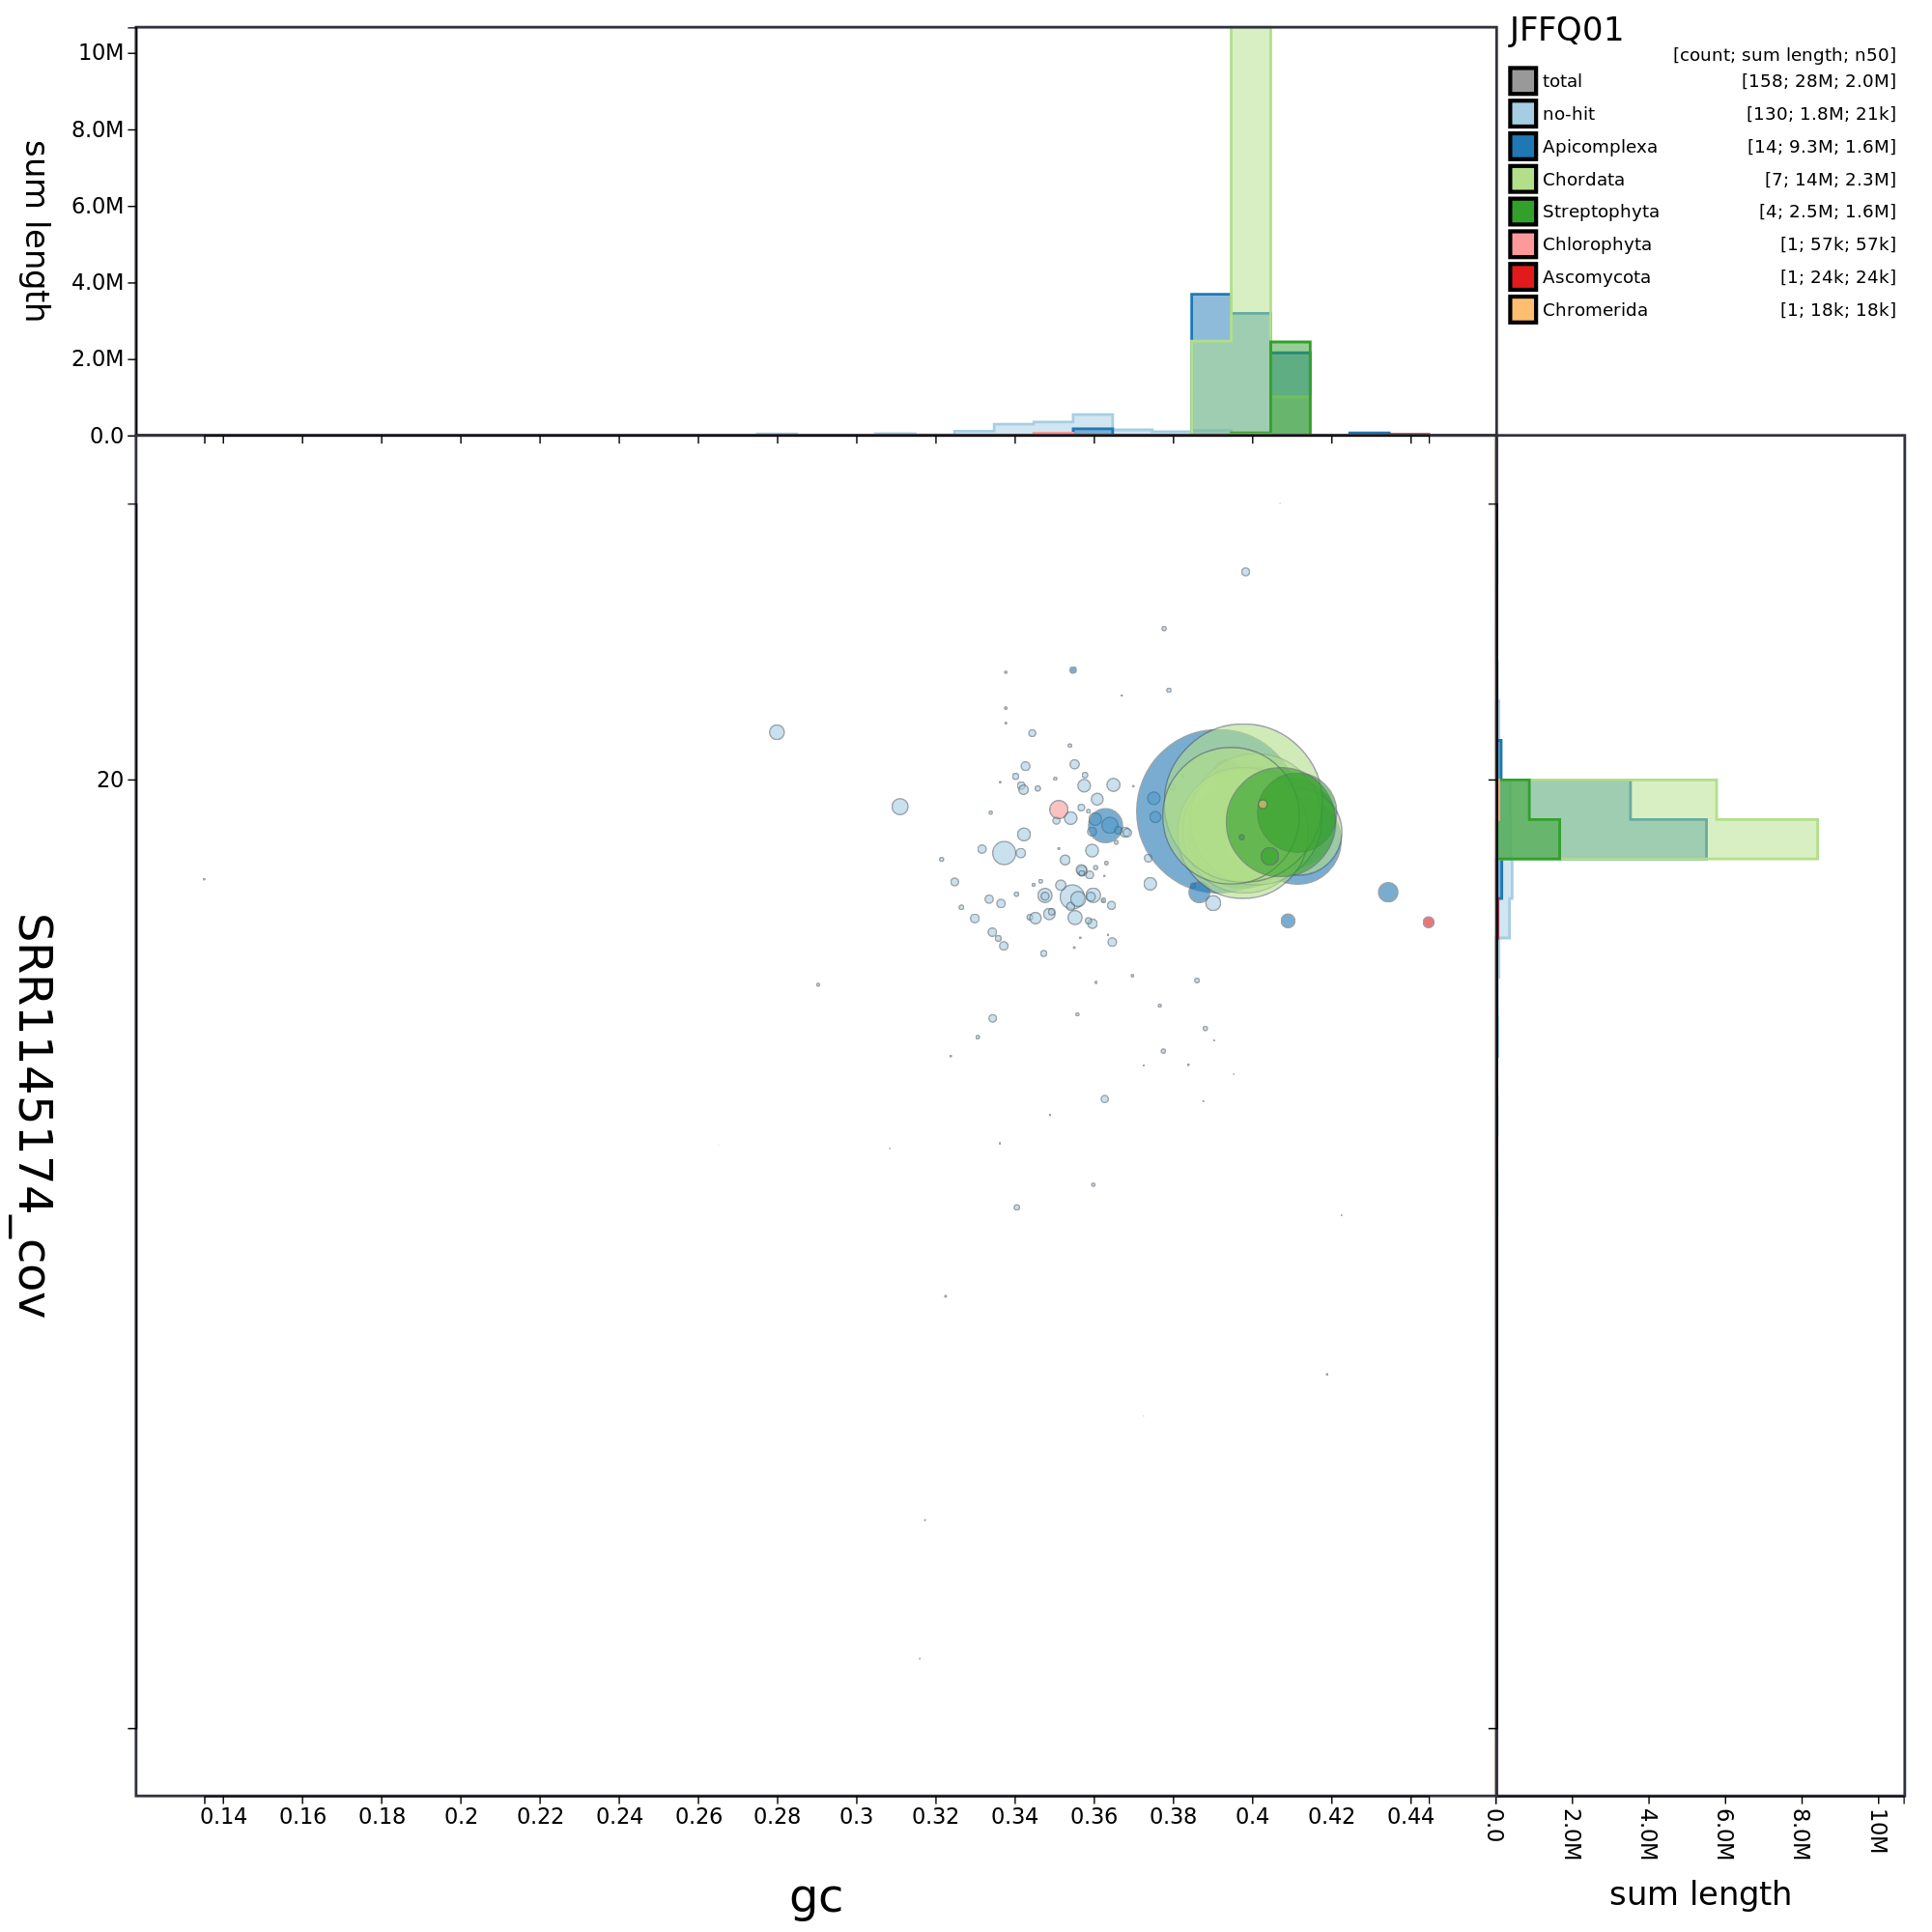 JFFQ01
[count; sum length; n50]
total [158; 28M; 2.0M]
no-hit [130; 1.8M; 21k]
Apicomplexa [14; 9.3M; 1.6M]
Chordata [7; 14M; 2.3M]
Streptophyta [4; 2.5M; 1.6M]
Chlorophyta [1; 57k; 57k]
Ascomycota [1; 24k; 24k]
Chromerida [1; 18k; 18k]
sum length
10M
8.0M
6.0M
4.0M
2.0M
0.0
SRR1145174_cov
20
0.14 0.16 0.18 0.2 0.22 0.24 0.26 0.28 0.3 0.32 0.34 0.36 0.38 0.4 0.42 0.44
gc
0.0 2.0M 4.0M 6.0M 8.0M 10M
sum length